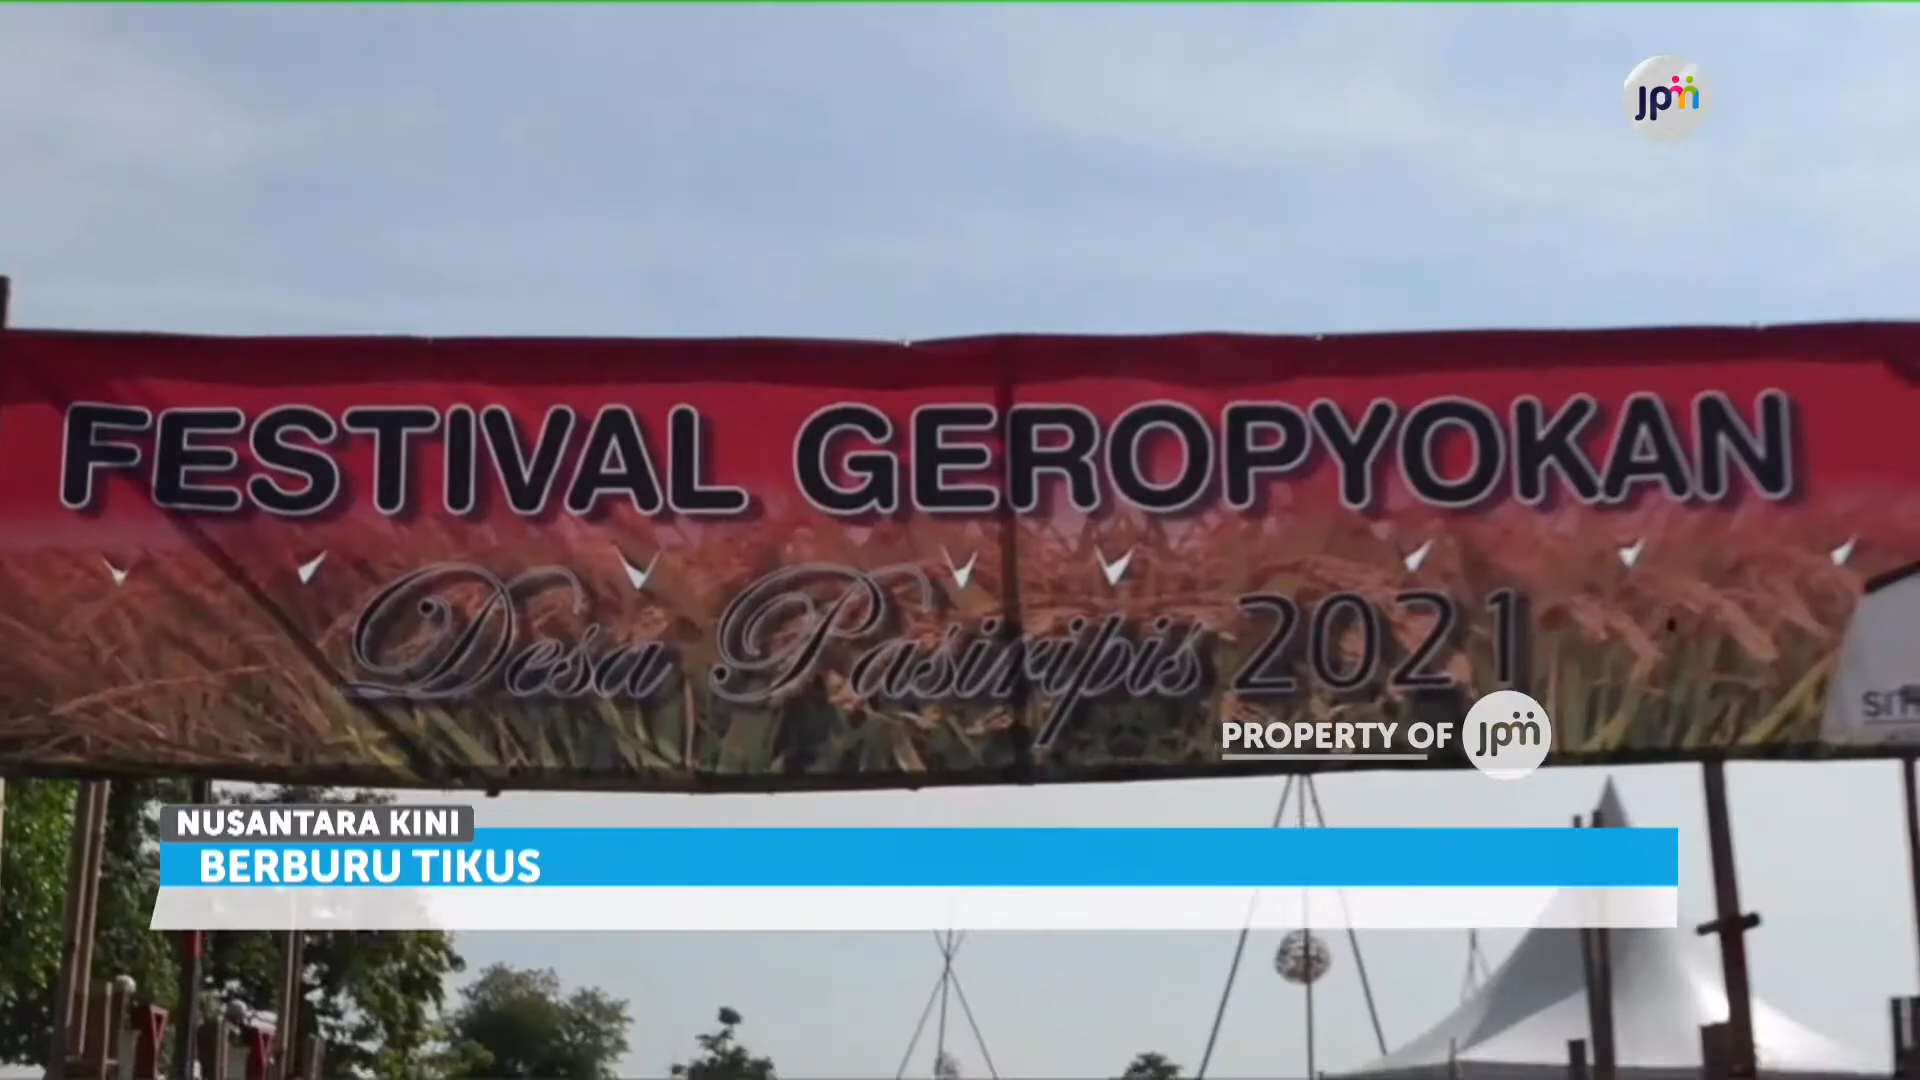 jpm
FESTIVAL GEROPYOKAN
Desa Pasiripis 2021
PROPERTY OF jpm
NUSANTARA KINI
BERBURU TIKUS